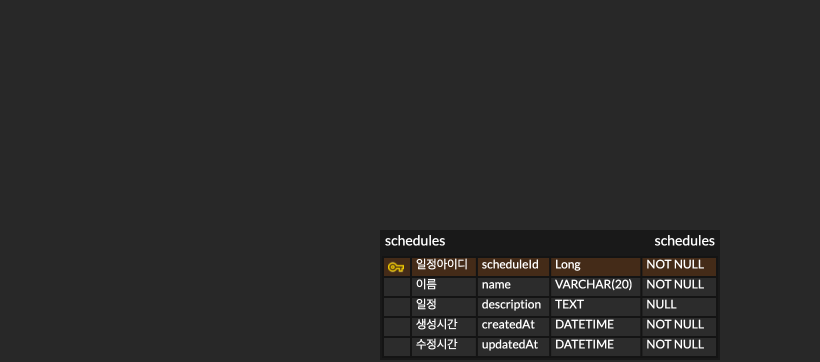 schedules schedules
일정아이디 scheduleId Long NOT NULL
이름 name VARCHAR(20) NOT NULL
일정 description TEXT NULL
생성시간 createdAt DATETIME NOT NULL
수정시간 updatedAt DATETIME NOT NULL